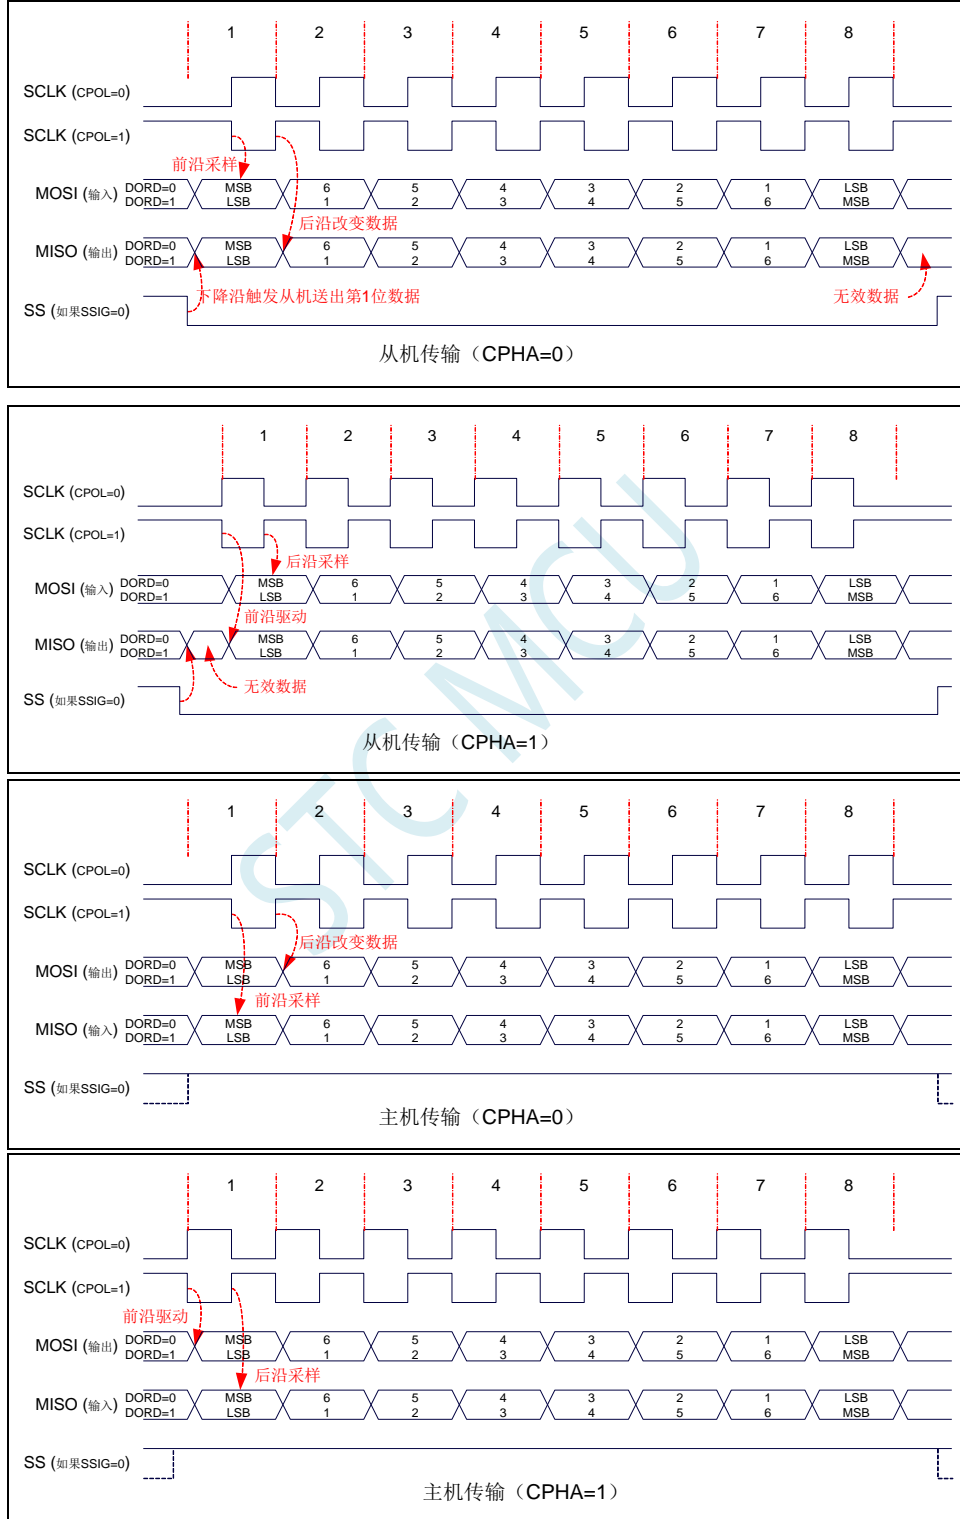 1 2 3 4 5 6 7 8
SCLK (CPOL=0)
SCLK (CPOL=1)
前沿采样
MOSI (输入) DORD=0 MSB 6 5 4 3 2 1 LSB
DORD=1 LSB 1 2 3 4 5 6 MSB
后沿改变数据
MISO (输出) DORD=0 MSB 6 5 4 3 2 1 LSB
DORD=1 LSB 1 2 3 4 5 6 MSB
下降沿触发从机送出第1位数据 无效数据
SS (如果SSIG=0)
从机传输（CPHA=0）
1 2 3 4 5 6 7 8
SCLK (CPOL=0)
SCLK (CPOL=1)
后沿采样
MOSI (输入) DORD=0 MSB 6 5 4 3 2 1 LSB
DORD=1 LSB 1 2 3 4 5 6 MSB
前沿驱动
MISO (输出) DORD=0 MSB 6 5 4 3 2 1 LSB
DORD=1 LSB 1 2 3 4 5 6 MSB
无效数据
SS (如果SSIG=0)
从机传输（CPHA=1）
STC MCU
1 2 3 4 5 6 7 8
SCLK (CPOL=0)
SCLK (CPOL=1)
后沿改变数据
MOSI (输出) DORD=0 MSB 6 5 4 3 2 1 LSB
DORD=1 LSB 1 2 3 4 5 6 MSB
前沿采样
MISO (输入) DORD=0 MSB 6 5 4 3 2 1 LSB
DORD=1 LSB 1 2 3 4 5 6 MSB
SS (如果SSIG=0)
主机传输（CPHA=0）
1 2 3 4 5 6 7 8
SCLK (CPOL=0)
SCLK (CPOL=1)
前沿驱动
MOSI (输出) DORD=0 MSB 6 5 4 3 2 1 LSB
DORD=1 LSB 1 2 3 4 5 6 MSB
后沿采样
MISO (输入) DORD=0 MSB 6 5 4 3 2 1 LSB
DORD=1 LSB 1 2 3 4 5 6 MSB
SS (如果SSIG=0)
主机传输（CPHA=1）